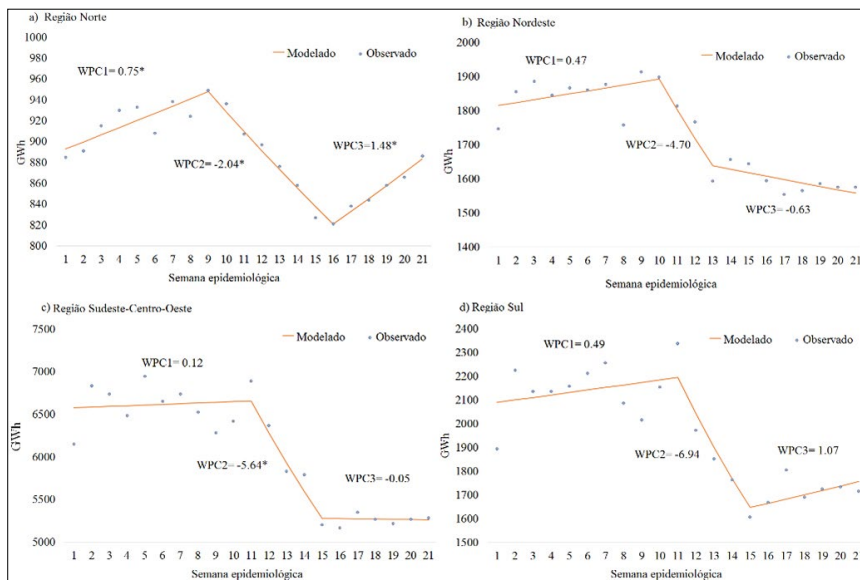 a) Região Norte
1000
980
960
940
920
900
880
860
840
820
800
GWh
Modelado
Observado
WPC1= 0.75*
WPC2= -2.04*
WPC3=1.48*
1 2 3 4 5 6 7 8 9 10 11 12 13 14 15 16 17 18 19 20 21
Semana epidemiológica
b) Região Nordeste
2000
1900
1800
1700
1600
1500
1400
GWh
Modelado
Observado
WPC1= 0.47
WPC2= -4.70
WPC3= -0.63
1 2 3 4 5 6 7 8 9 10 11 12 13 14 15 16 17 18 19 20 21
Semana epidemiológica
c) Região Sudeste-Centro-Oeste
7500
7000
6500
6000
5500
5000
GWh
Modelado
Observado
WPC1= 0.12
WPC2= -5.64*
WPC3= -0.05
1 2 3 4 5 6 7 8 9 10 11 12 13 14 15 16 17 18 19 20 21
Semana epidemiológica
d) Região Sul
2400
2300
2200
2100
2000
1900
1800
1700
1600
1500
GWh
Modelado
Observado
WPC1= 0.49
WPC2= -6.94
WPC3= 1.07
1 2 3 4 5 6 7 8 9 10 11 12 13 14 15 16 17 18 19 20 21
Semana epidemiológica